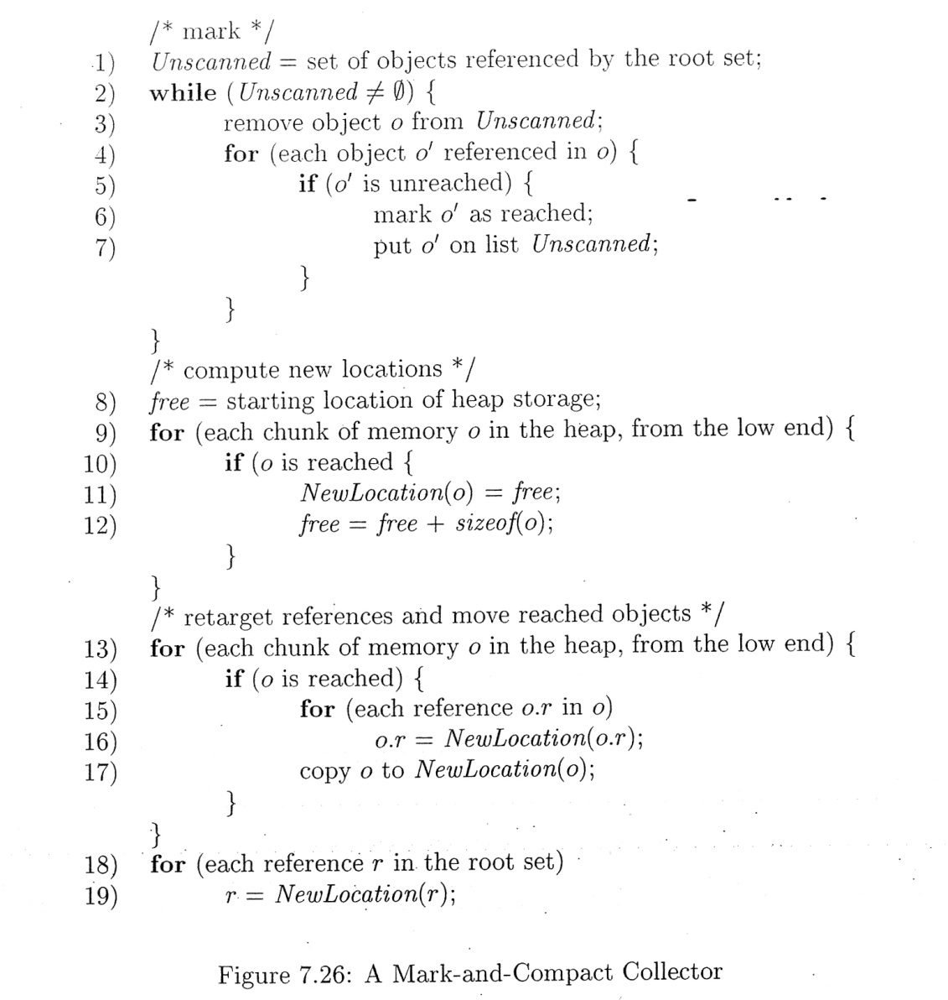 /* mark */
1) Unscanned = set of objects referenced by the root set;
2) while (Unscanned ≠ ∅) {
3) remove object o from Unscanned;
4) for (each object o′ referenced in o) {
5) if (o′ is unreached) {
6) mark o′ as reached;
7) put o′ on list Unscanned;
}
}
}
/* compute new locations */
8) free = starting location of heap storage;
9) for (each chunk of memory o in the heap, from the low end) {
10) if (o is reached {
11) NewLocation(o) = free;
12) free = free + sizeof(o);
}
}
/* retarget references and move reached objects */
13) for (each chunk of memory o in the heap, from the low end) {
14) if (o is reached) {
15) for (each reference o.r in o)
16) o.r = NewLocation(o.r);
17) copy o to NewLocation(o);
}
}
18) for (each reference r in the root set)
19) r = NewLocation(r);
Figure 7.26: A Mark-and-Compact Collector